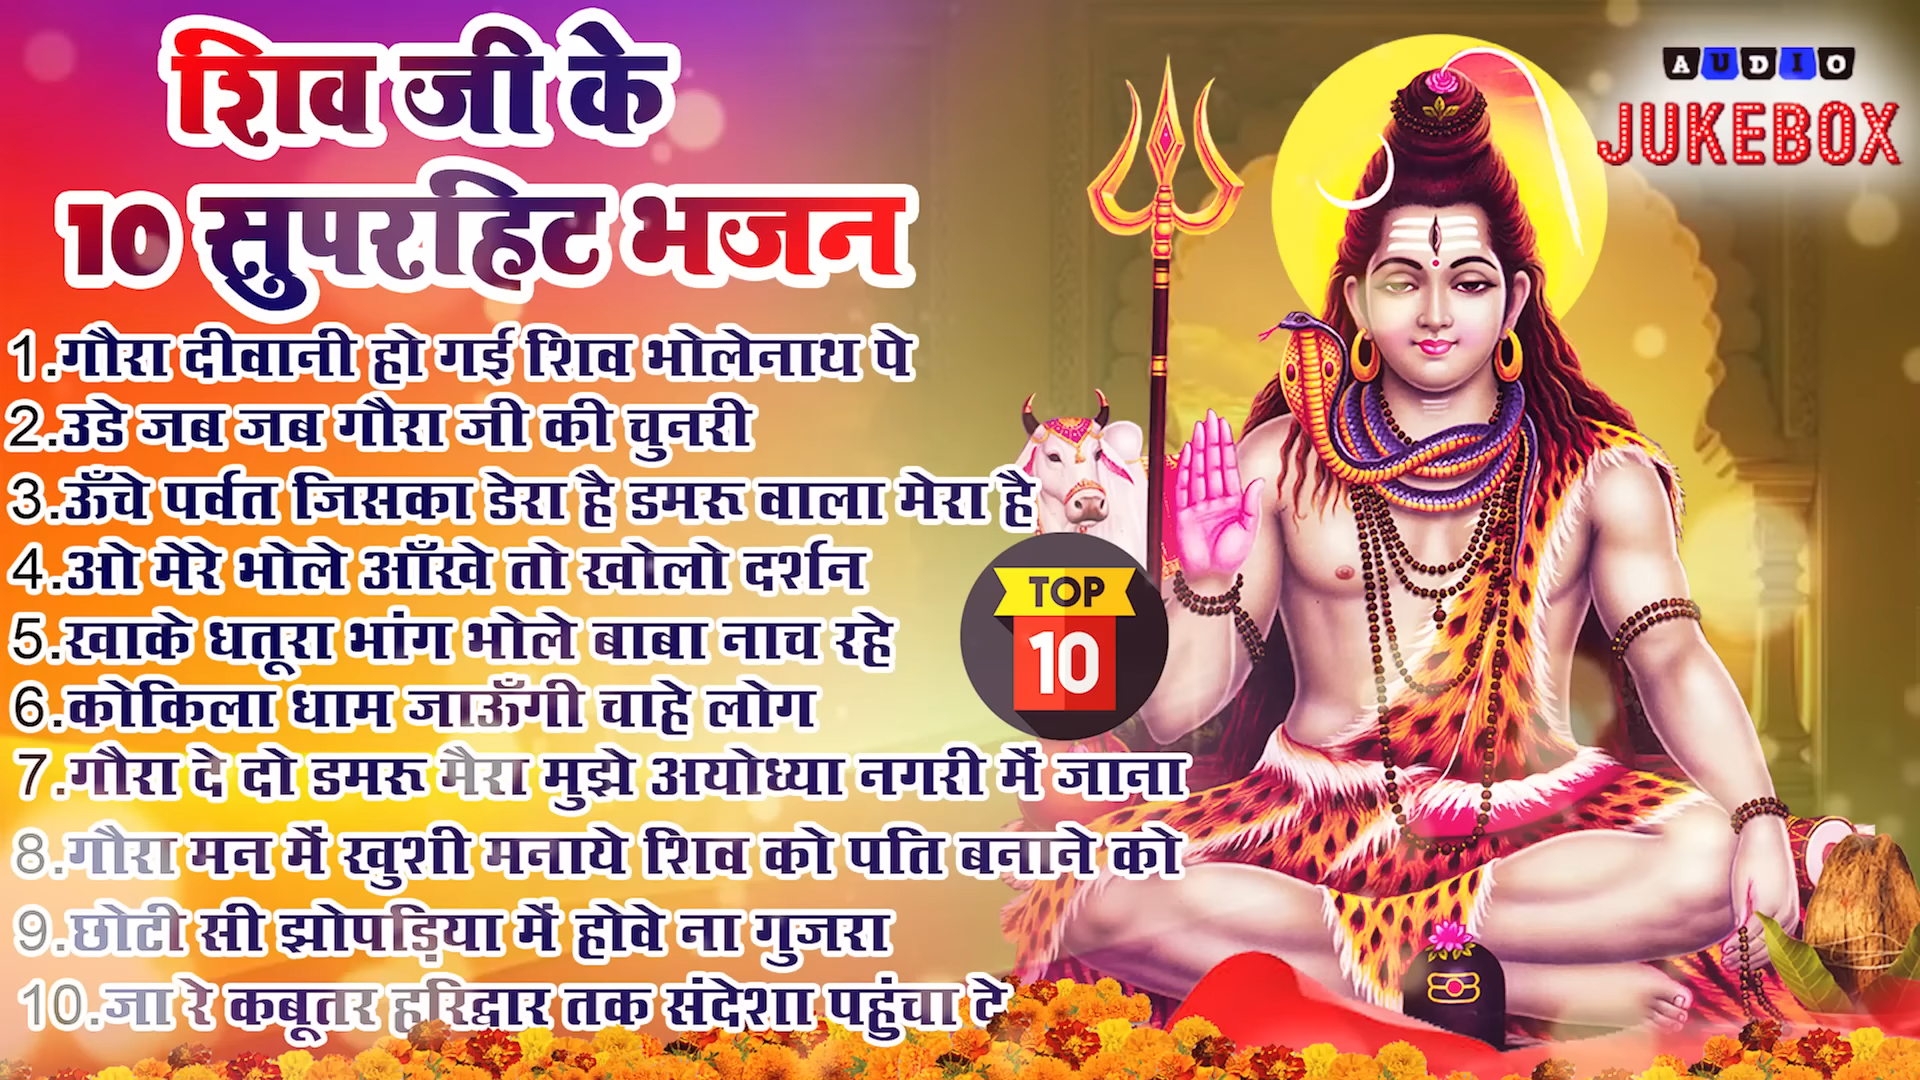 शिव जी के
10 सुपरहिट भजन
AUDIO
JUKEBOX
1.गौरा दीवानी हो गई शिव भोलेनाथ पे
2.उडे जब जब गौरा जी की चुनरी
3.ऊँचे पर्वत जिसका डेरा है डमरू वाला मेरा है
4.ओ मेरे भोले आँखे तो खोलो दर्शन
5.खाके धतूरा भांग भोले बाबा नाच रहे
6.कोकिला धाम जाऊँगी चाहे लोग
7.गौरा दे दो डमरू मैरा मुझे अयोध्या नगरी में जाना
8.गौरा मन में खुशी मनाये शिव को पति बनाने को
9.छोटी सी झोपड़िया में होवे ना गुजरा
10.जा रे कबूतर हरिद्वार तक संदेशा पहुंचा दे
TOP
10